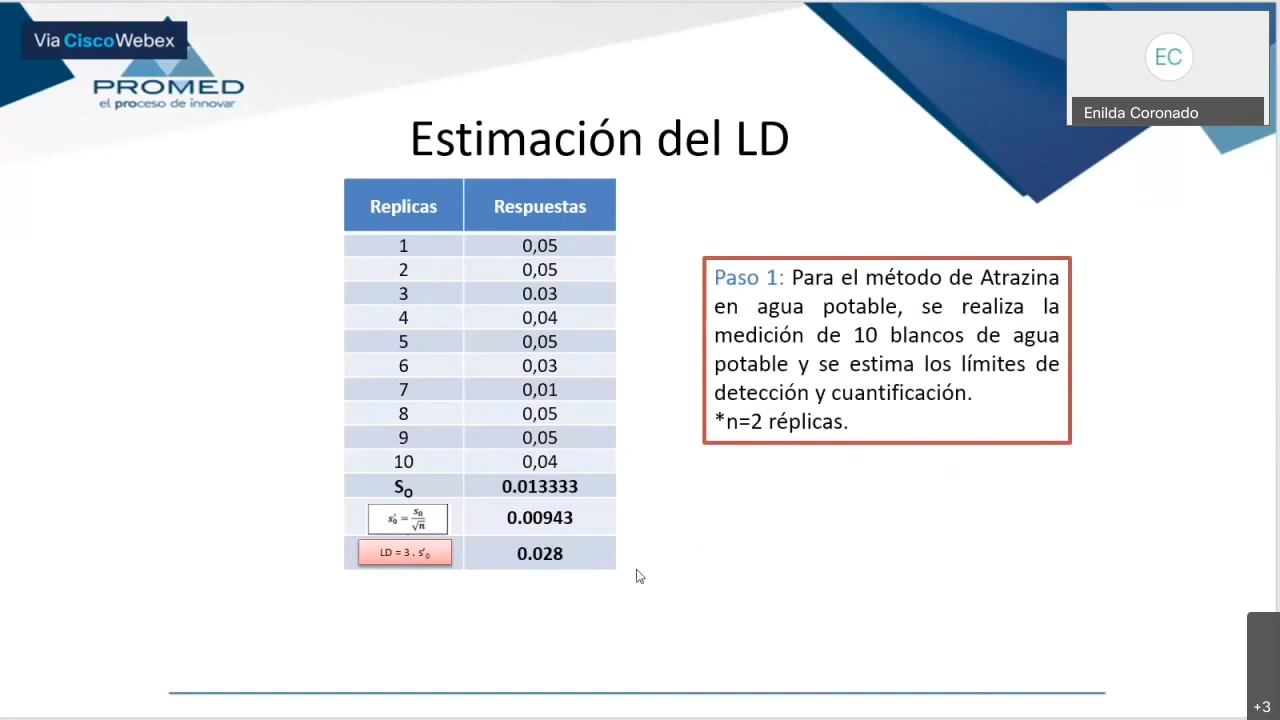 Via Cisco Webex
PROMED
el proceso de innovar
EC
Enilda Coronado
Estimación del LD
Replicas Respuestas
1 0,05
2 0,05
3 0.03
4 0,04
5 0,05
6 0,03
7 0,01
8 0,05
9 0,05
10 0,04
S₀ 0.013333
s'₀ = s₀/√n 0.00943
LD = 3 . s'₀ 0.028
Paso 1: Para el método de Atrazina
en agua potable, se realiza la
medición de 10 blancos de agua
potable y se estima los límites de
detección y cuantificación.
*n=2 réplicas.
+3